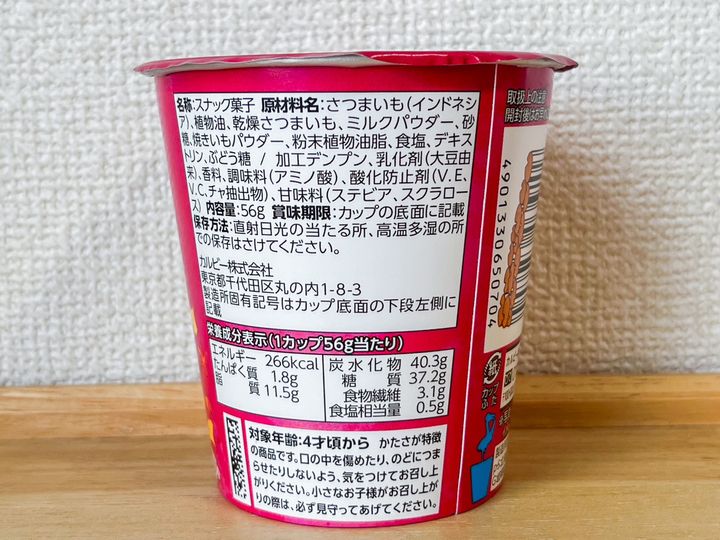 名称:スナック菓子 原材料名:さつまいも(インドネシ
ア)、植物油、乾燥さつまいも、ミルクパウダー、砂
糖、焼きいもパウダー、粉末植物油脂、食塩、デキス
トリン、ぶどう糖 / 加工デンプン、乳化剤(大豆由
来)、香料、調味料(アミノ酸)、酸化防止剤(V.E、
V.C、チャ抽出物)、甘味料(ステビア、スクラロー
ス) 内容量:56g 賞味期限:カップの底面に記載
保存方法:直射日光の当たる所、高温多湿の所
での保存はさけてください。
カルビー株式会社
東京都千代田区丸の内1-8-3
製造所固有記号はカップ底面の下段左側に
記載
栄養成分表示(1カップ56g当たり)
エネルギー 266kcal
たんぱく質 1.8g
脂質 11.5g
炭水化物 40.3g
糖質 37.2g
食物繊維 3.1g
食塩相当量 0.5g
対象年齢:4才頃から かたさが特徴
の商品です。口の中を傷めたり、のどにつま
らせたりしないよう、気をつけてお召し上
がりください。小さなお子様がお召し上が
りの際は、必ず見守ってあげてください。
取扱上の注意
開封後はお早
4901330650704
紙
カップ
ふた